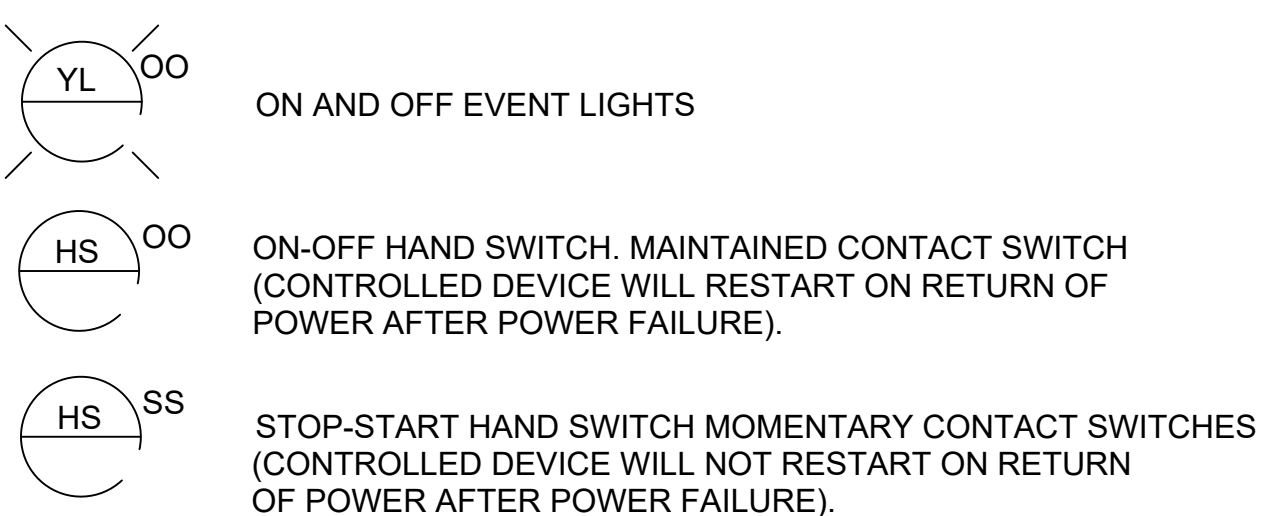 YL OO
ON AND OFF EVENT LIGHTS
HS OO
ON-OFF HAND SWITCH. MAINTAINED CONTACT SWITCH
(CONTROLLED DEVICE WILL RESTART ON RETURN OF
POWER AFTER POWER FAILURE).
HS SS
STOP-START HAND SWITCH MOMENTARY CONTACT SWITCHES
(CONTROLLED DEVICE WILL NOT RESTART ON RETURN
OF POWER AFTER POWER FAILURE).